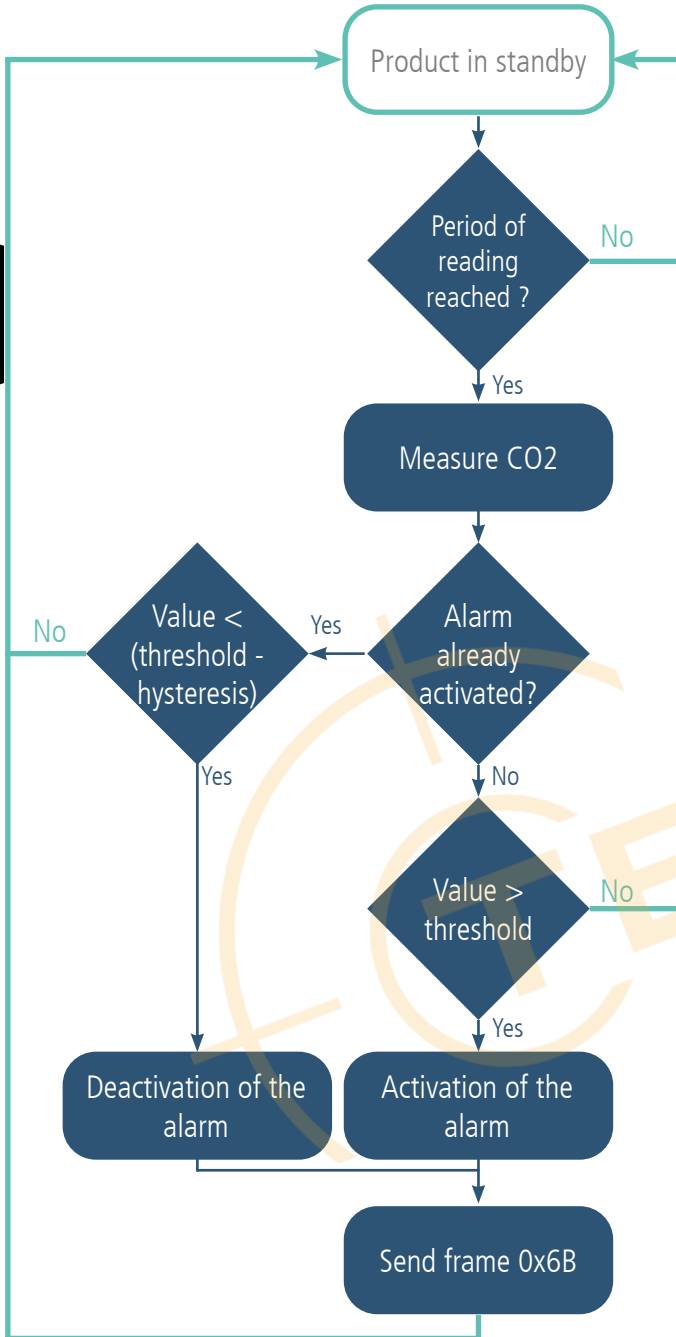 Product in standby
Period of
reading
reached ?
No
Yes
Measure CO2
Alarm
already
activated?
Yes
Value <
(threshold -
hysteresis)
No
Yes
No
Value >
threshold
No
Yes
Deactivation of the
alarm
Activation of the
alarm
Send frame 0x6B
TE